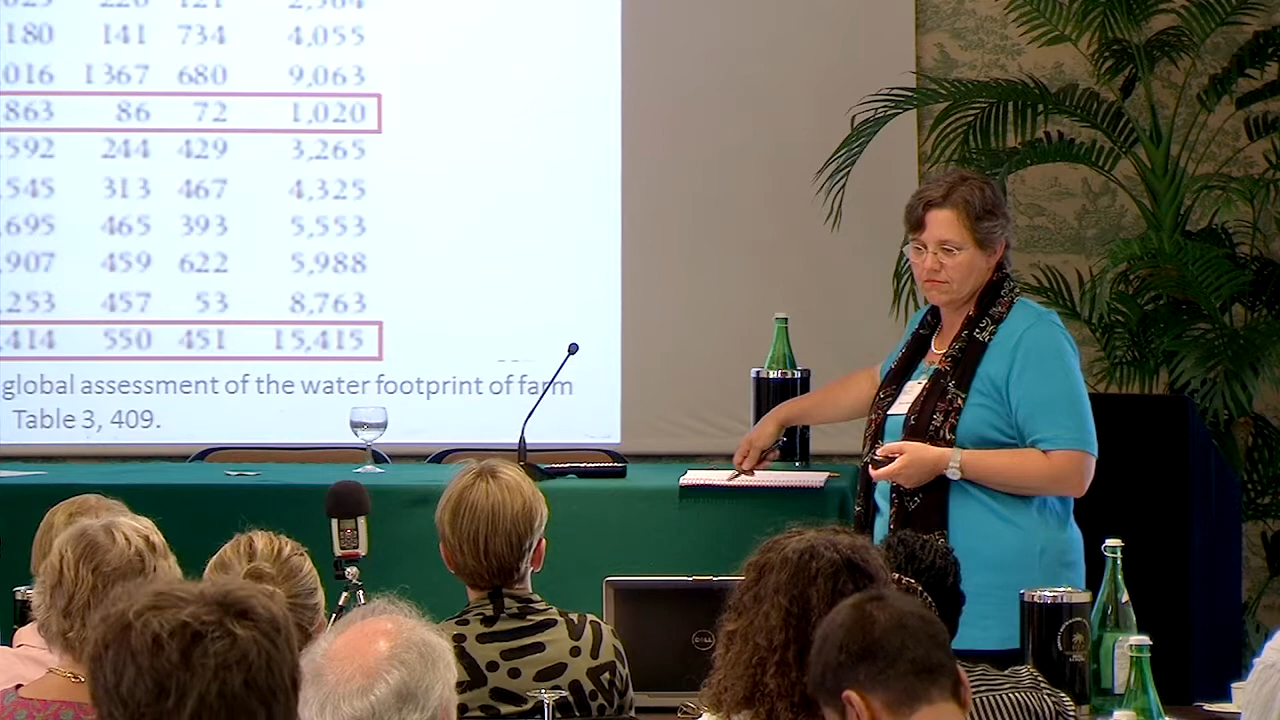 180 141 734 4,055
016 1367 680 9,063
863 86 72 1,020
592 244 429 3,265
545 313 467 4,325
695 465 393 5,553
907 459 622 5,988
253 457 53 8,763
414 550 451 15,415
global assessment of the water footprint of farm
Table 3, 409.
DELL